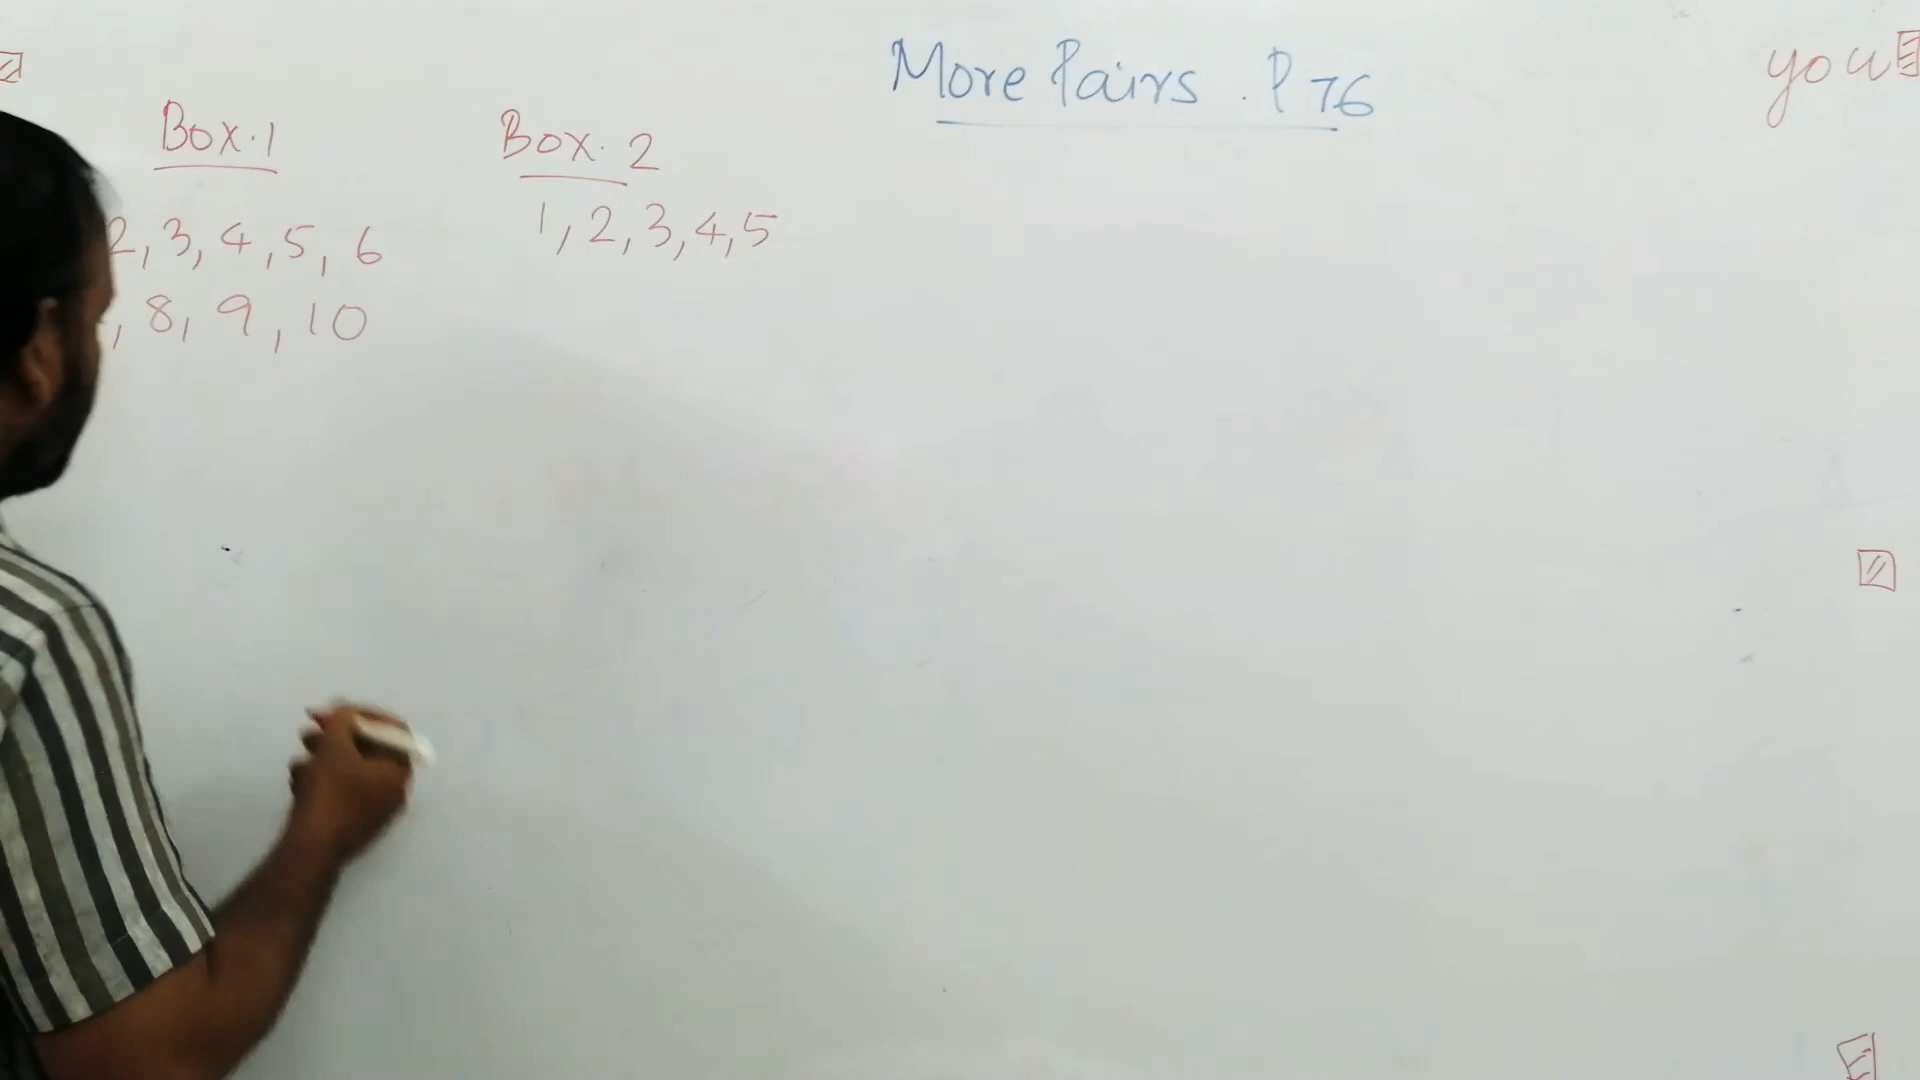 More Pairs . P 76
you
Box.1
2, 3, 4, 5, 6
, 8, 9, 10
Box. 2
1, 2, 3, 4, 5